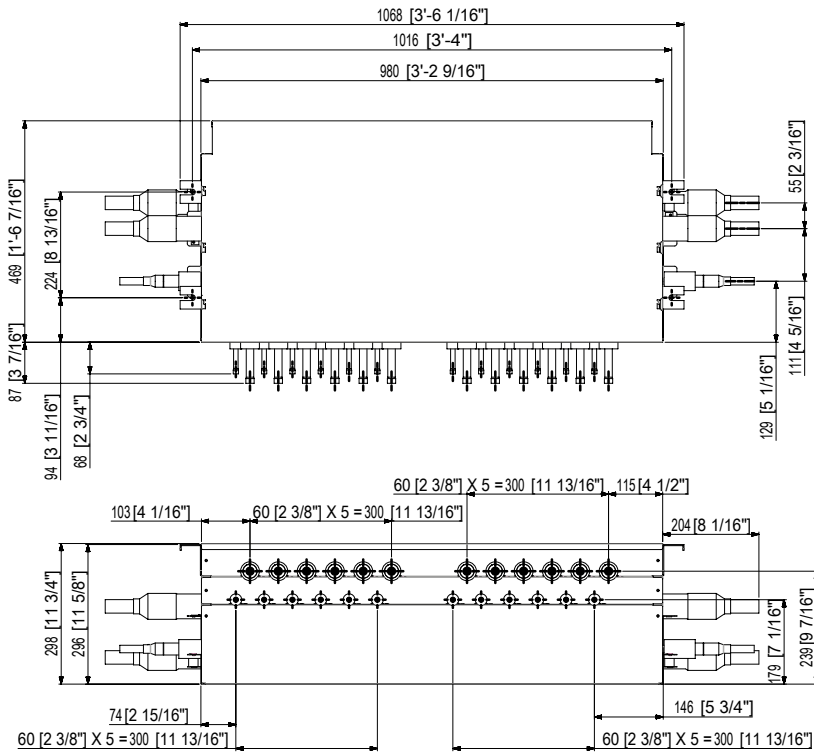 1068 [3'-6 1/16"]
1016 [3'-4"]
980 [3'-2 9/16"]
55 [2 3/16"]
469 [1'-6 7/16"]
224 [8 13/16"]
87 [3 7/16"]
94 [3 11/16"]
68 [2 3/4"]
129 [5 1/16"]
111 [4 5/16"]
60 [2 3/8"] X 5 = 300 [11 13/16"]
115 [4 1/2"]
103 [4 1/16"]
60 [2 3/8"] X 5 = 300 [11 13/16"]
204 [8 1/16"]
298 [11 3/4"]
296 [11 5/8"]
179 [7 1/16"]
239 [9 7/16"]
74 [2 15/16"]
146 [5 3/4"]
60 [2 3/8"] X 5 = 300 [11 13/16"]
60 [2 3/8"] X 5 = 300 [11 13/16"]